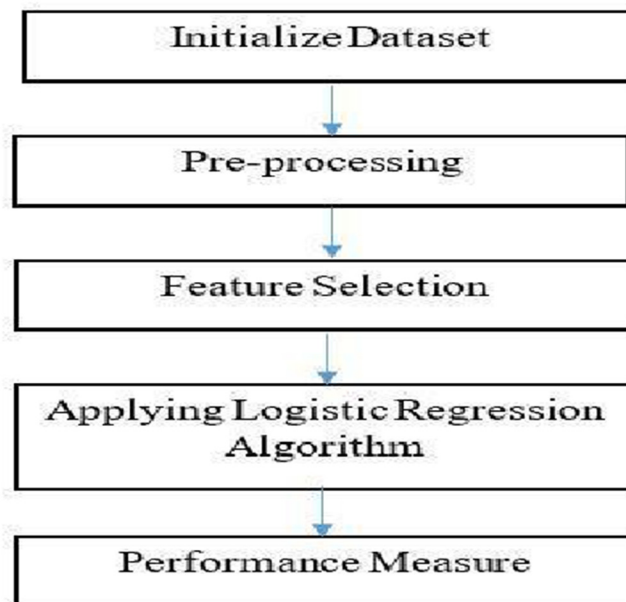 Initialize Dataset
Pre-processing
Feature Selection
Applying Logistic Regression
Algorithm
Performance Measure